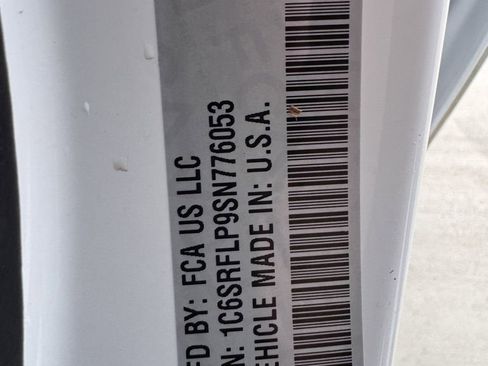 FD BY: FCA US LLC
N: 1C6SRFLP9SN776053
EHICLE MADE IN: U.S.A.